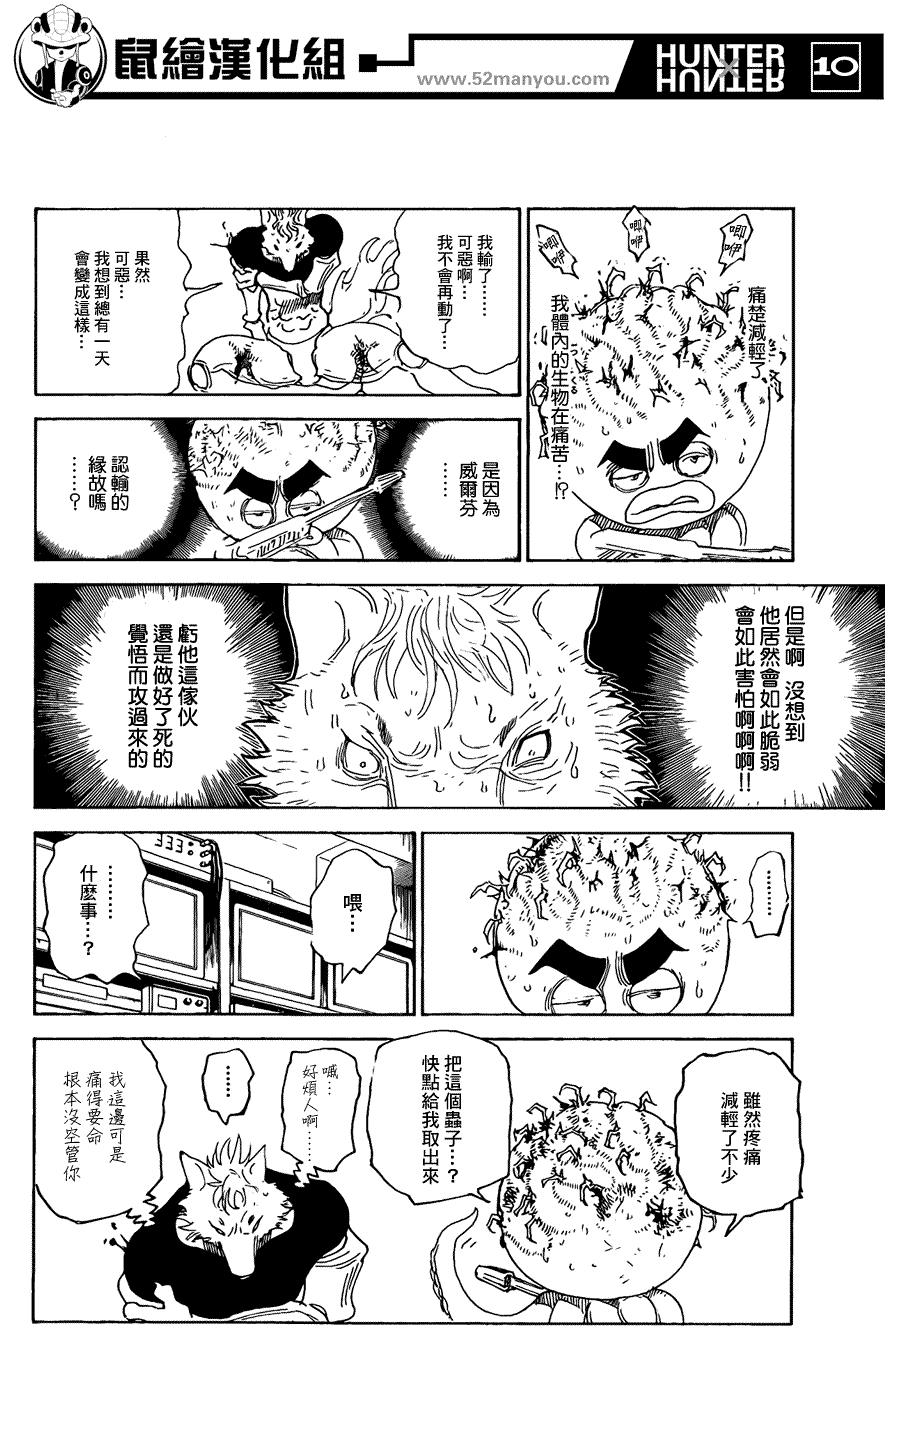 鼠繪漢化組
www.52manyou.com
HUNTER
×
HUNTER
10
唧咿
唧咿
唧咿
痛楚減輕了
我體內的生物在痛苦…!?
我輸了……
可惡啊…
我不會再動了…
果然
可惡…
我想到總有一天
會變成這樣…
是因為
威爾芬
……
認輸的
緣故嗎
……?
但是啊 沒想到
他居然會如此脆弱
會如此害怕啊啊啊!!
虧他這傢伙
還是做好了死的
覺悟而攻過來的
………
喂…
………
什麼事…?
雖然疼痛
減輕了不少
把這個蟲子…?
快點給我取出來
嘁…
好煩人啊……
……
我這邊可是
痛得要命
根本沒空管你